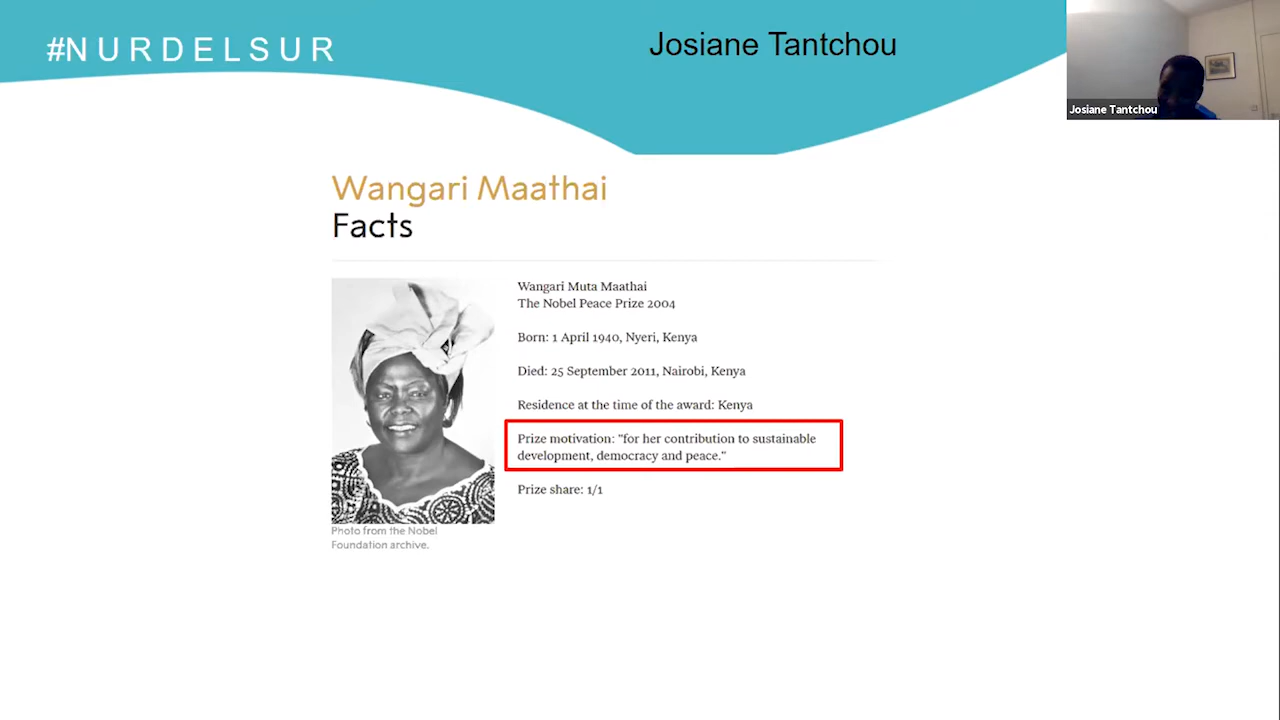 #NURDELSUR
Josiane Tantchou
Josiane Tantchou
Wangari Maathai
Facts
Wangari Muta Maathai
The Nobel Peace Prize 2004
Born: 1 April 1940, Nyeri, Kenya
Died: 25 September 2011, Nairobi, Kenya
Residence at the time of the award: Kenya
Prize motivation: "for her contribution to sustainable
development, democracy and peace."
Prize share: 1/1
Photo from the Nobel
Foundation archive.